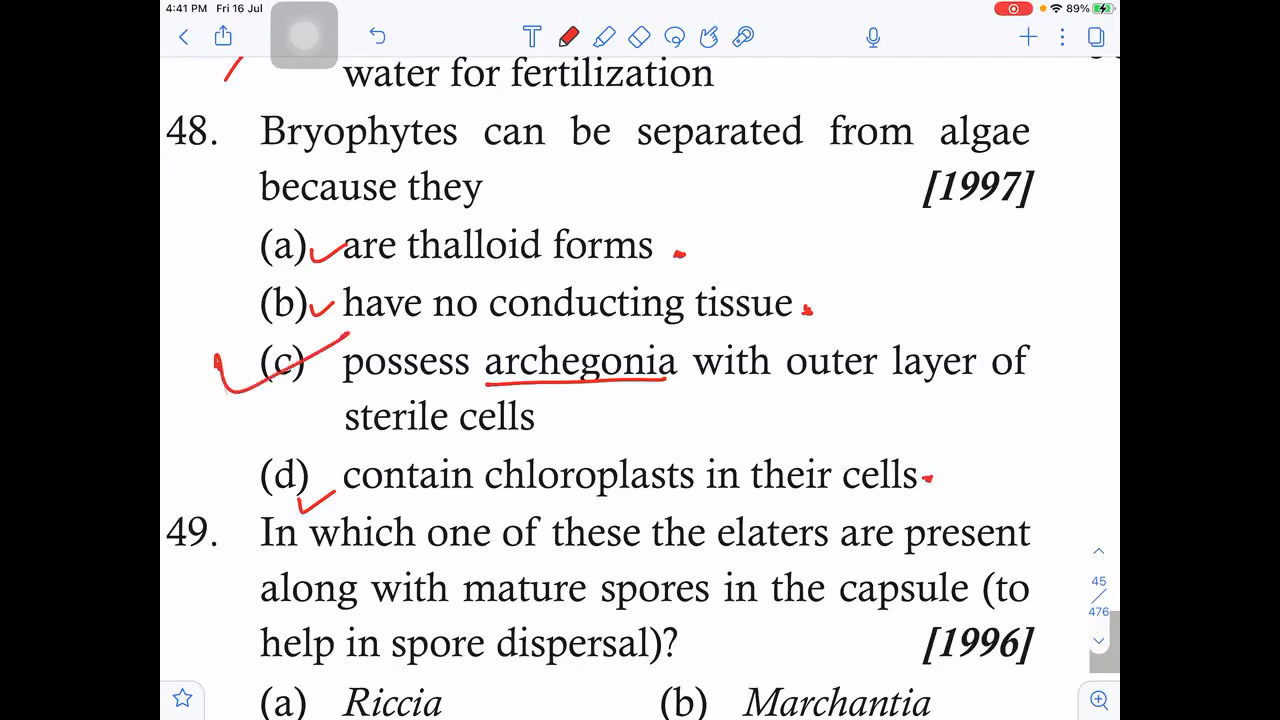 4:41 PM Fri 16 Jul
89%
water for fertilization
48. Bryophytes can be separated from algae
because they [1997]
(a) are thalloid forms
(b) have no conducting tissue
(c) possess archegonia with outer layer of
sterile cells
(d) contain chloroplasts in their cells
49. In which one of these the elaters are present
along with mature spores in the capsule (to
help in spore dispersal)? [1996]
(a) Riccia (b) Marchantia
45
476